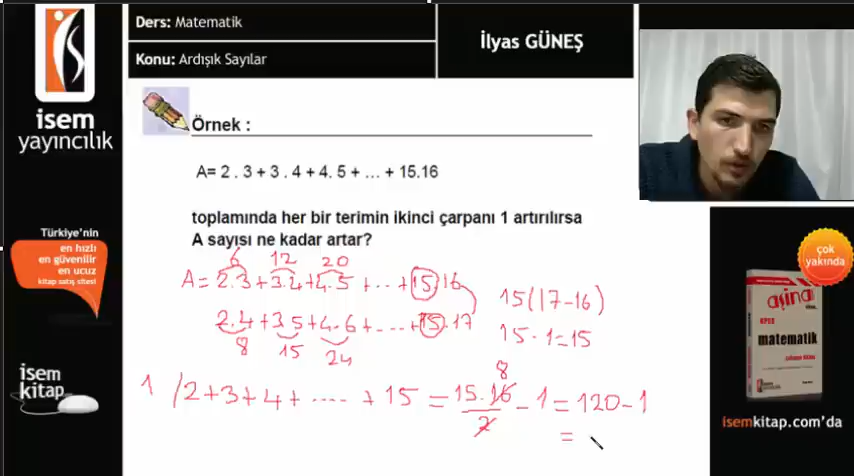 Ders: Matematik
Konu: Ardışık Sayılar
İlyas GÜNEŞ
isem
yayıncılık
Örnek :
A= 2 . 3 + 3 . 4 + 4. 5 + ... + 15.16
toplamında her bir terimin ikinci çarpanı 1 artırılırsa
A sayısı ne kadar artar?
6 12 20
A= 2.3+3.4+4.5 +...+ 15.16
2.4+3.5+4.6+...+15.17
8 15 24
15(17-16)
15.1=15
1 /2+3+4+....+15 = 15.16/2 - 1 = 120-1
8
=
Türkiye'nin
en hızlı
en güvenilir
en ucuz
kitap satış sitesi
isem
kitap
çok
yakında
KPSS
matematik
isemkitap.com'da